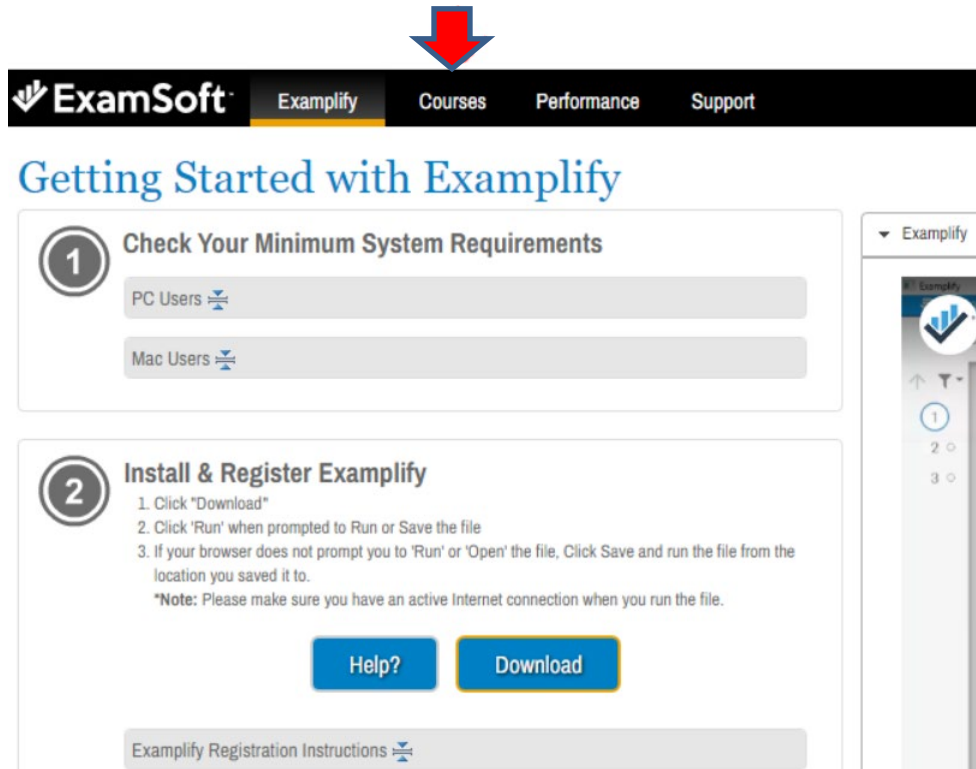 ExamSoft Examplify Courses Performance Support
Getting Started with Examplify
1
Check Your Minimum System Requirements
PC Users
Mac Users
2
Install & Register Examplify
1. Click "Download"
2. Click 'Run' when prompted to Run or Save the file
3. If your browser does not prompt you to 'Run' or 'Open' the file, Click Save and run the file from the
location you saved it to.
*Note: Please make sure you have an active Internet connection when you run the file.
Help? Download
Examplify Registration Instructions
Examplify
Examplify
1
2
3